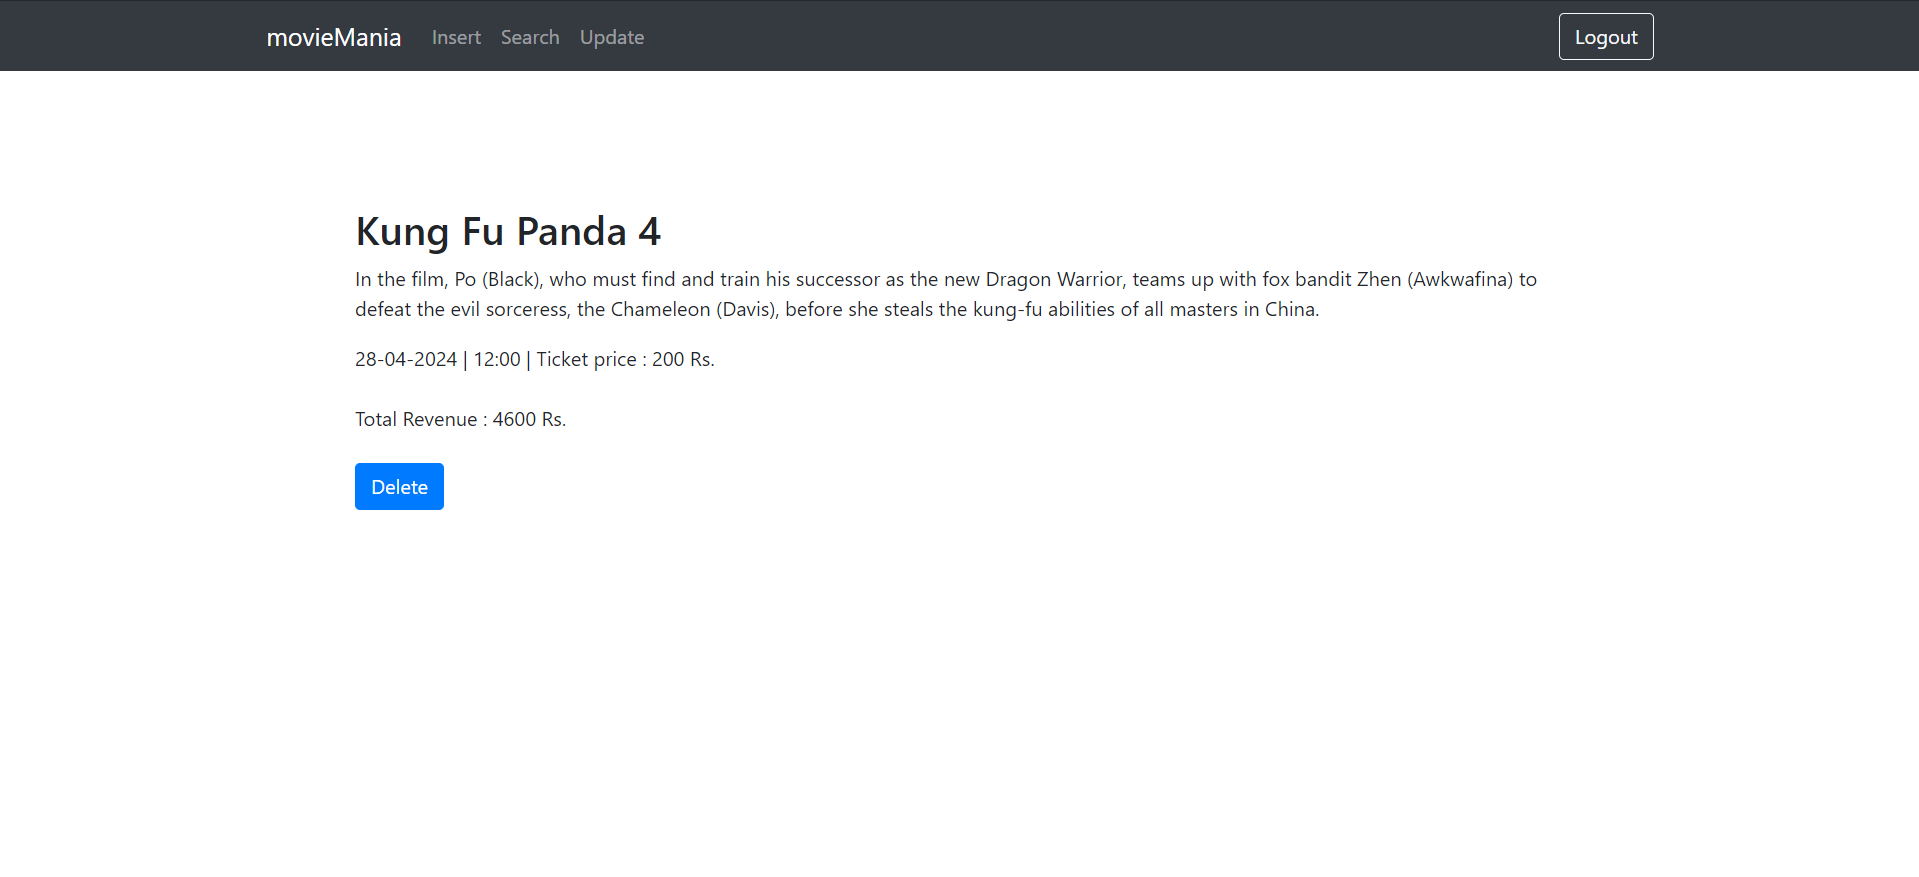 movieMania Insert Search Update Logout
Kung Fu Panda 4
In the film, Po (Black), who must find and train his successor as the new Dragon Warrior, teams up with fox bandit Zhen (Awkwafina) to
defeat the evil sorceress, the Chameleon (Davis), before she steals the kung-fu abilities of all masters in China.
28-04-2024 | 12:00 | Ticket price : 200 Rs.
Total Revenue : 4600 Rs.
Delete